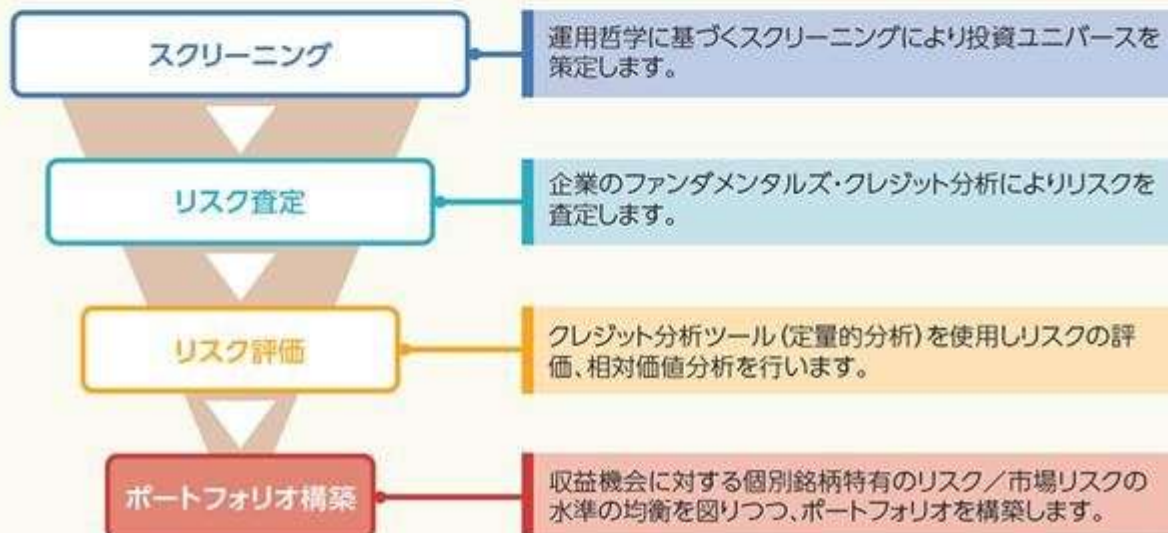 スクリーニング
運用哲学に基づくスクリーニングにより投資ユニバースを
策定します。
リスク査定
企業のファンダメンタルズ・クレジット分析によりリスクを
査定します。
リスク評価
クレジット分析ツール(定量的分析)を使用しリスクの評
価、相対価値分析を行います。
ポートフォリオ構築
収益機会に対する個別銘柄特有のリスク／市場リスクの
水準の均衡を図りつつ、ポートフォリオを構築します。